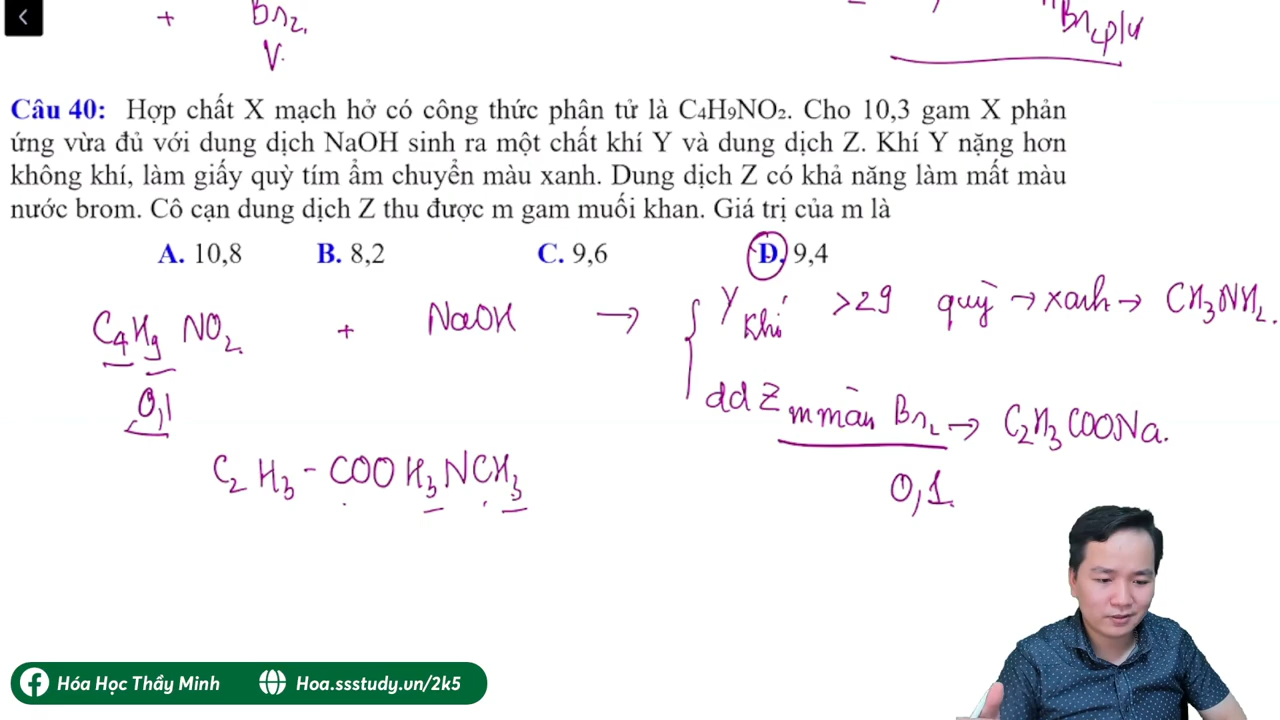 + Br2. Br2 p/ư
V
Câu 40: Hợp chất X mạch hở có công thức phân tử là C4H9NO2. Cho 10,3 gam X phản
ứng vừa đủ với dung dịch NaOH sinh ra một chất khí Y và dung dịch Z. Khí Y nặng hơn
không khí, làm giấy quỳ tím ẩm chuyển màu xanh. Dung dịch Z có khả năng làm mất màu
nước brom. Cô cạn dung dịch Z thu được m gam muối khan. Giá trị của m là
A. 10,8 B. 8,2 C. 9,6 D. 9,4
Y khí >29 quỳ → xanh → CH3NH2.
C4H9NO2. + NaOH →
0,1
dd Z m màu Br2 → C2H3COONa.
C2H3-COOH3NCH3
0,1.
Hóa Học Thầy Minh Hoa.ssstudy.vn/2k5